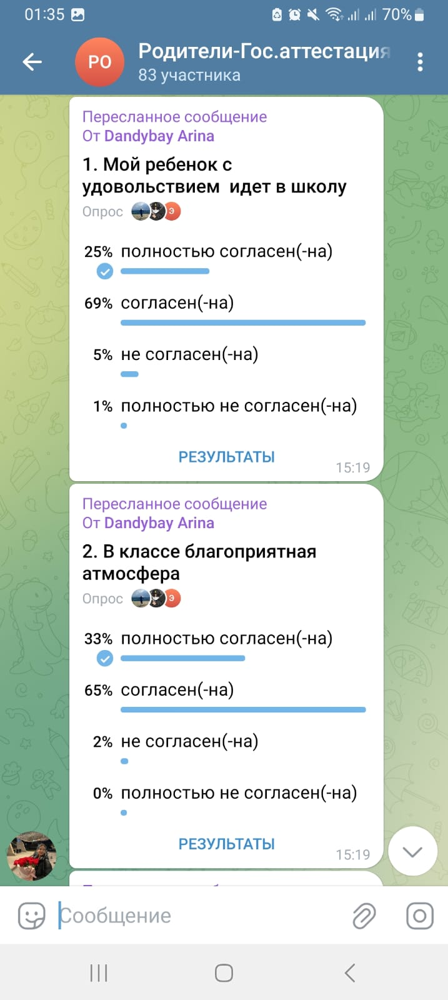 01:35
70%
РО
Родители-Гос.аттестация
83 участника
Пересланное сообщение
От Dandybay Arina
1. Мой ребенок с
удовольствием идет в школу
Опрос
Э
25% полностью согласен(-на)
69% согласен(-на)
5% не согласен(-на)
1% полностью не согласен(-на)
РЕЗУЛЬТАТЫ
15:19
Пересланное сообщение
От Dandybay Arina
2. В классе благоприятная
атмосфера
Опрос
Э
33% полностью согласен(-на)
65% согласен(-на)
2% не согласен(-на)
0% полностью не согласен(-на)
РЕЗУЛЬТАТЫ
15:19
Сообщение